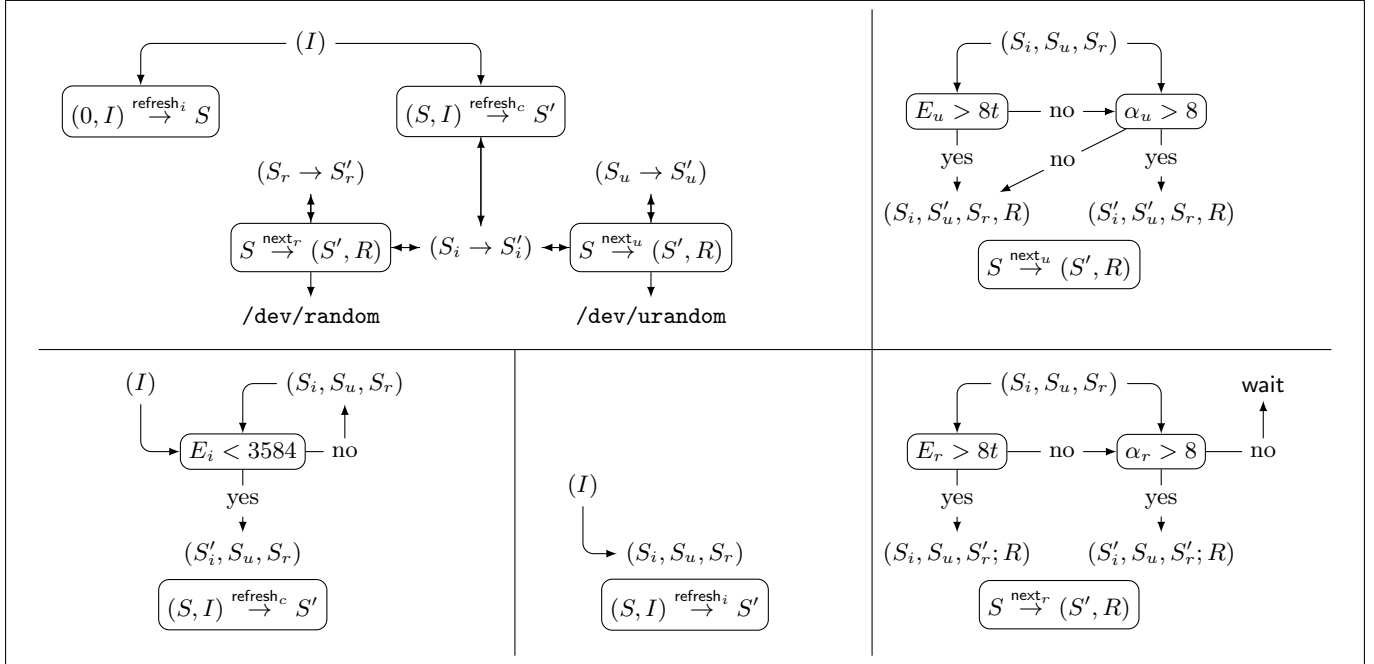 (I)
(0, I) refresh_i → S
(S, I) refresh_c → S′
(S_r → S′_r)
(S_u → S′_u)
S next_r → (S′, R)
(S_i → S′_i)
S next_u → (S′, R)
/dev/random
/dev/urandom
(S_i, S_u, S_r)
E_u > 8t
no
α_u > 8
yes
no
yes
(S_i, S′_u, S_r, R)
(S′_i, S′_u, S_r, R)
S next_u → (S′, R)
(I)
(S_i, S_u, S_r)
E_i < 3584
no
yes
(S′_i, S_u, S_r)
(S, I) refresh_c → S′
(I)
(S_i, S_u, S_r)
(S, I) refresh_i → S′
(S_i, S_u, S_r)
wait
E_r > 8t
no
α_r > 8
no
yes
yes
(S_i, S_u, S′_r; R)
(S′_i, S_u, S′_r; R)
S next_r → (S′, R)